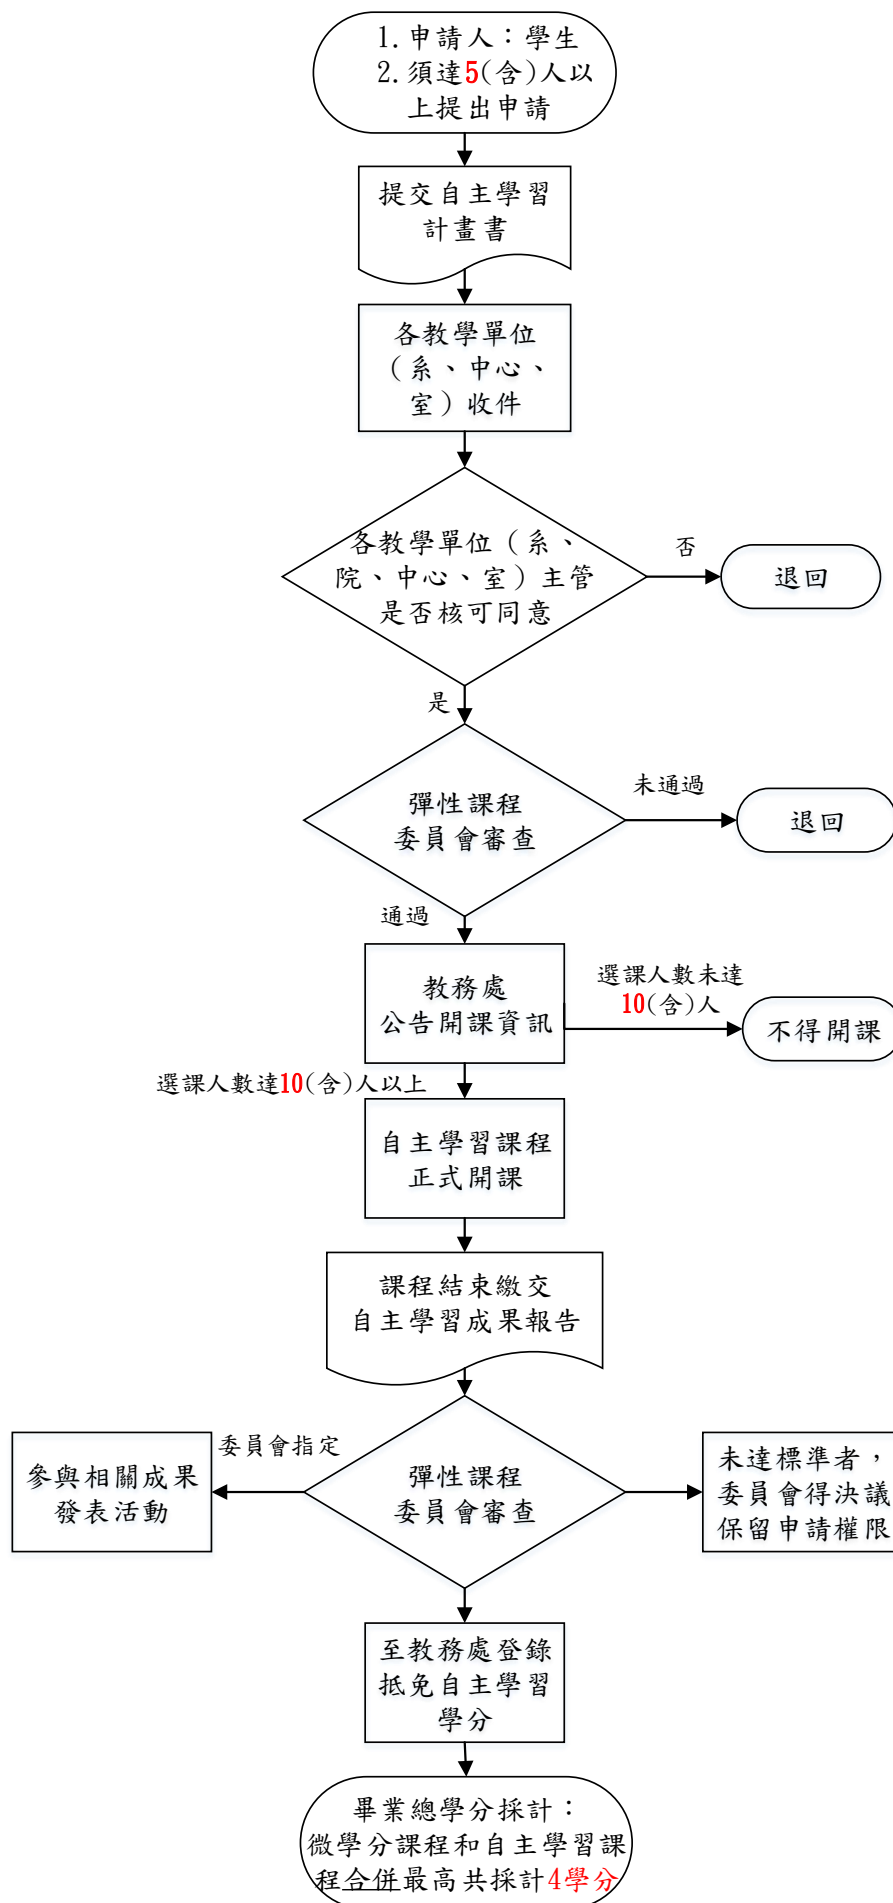 1.申請人：學生
2.須達5(含)人以
上提出申請
提交自主學習
計畫書
各教學單位
（系、中心、
室）收件
各教學單位（系、
院、中心、室）主管
是否核可同意
否
退回
是
彈性課程
委員會審查
未通過
退回
通過
教務處
公告開課資訊
選課人數未達
10(含)人
不得開課
選課人數達10(含)人以上
自主學習課程
正式開課
課程結束繳交
自主學習成果報告
參與相關成果
發表活動
委員會指定
彈性課程
委員會審查
未達標準者，
委員會得決議
保留申請權限
至教務處登錄
抵免自主學習
學分
畢業總學分採計：
微學分課程和自主學習課
程合併最高共採計4學分